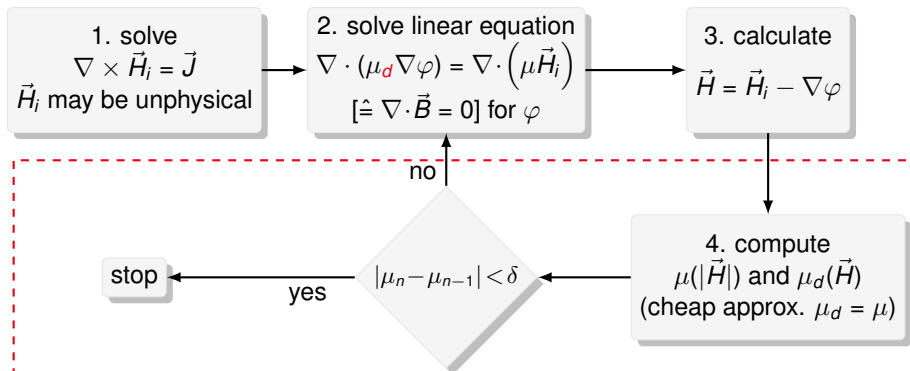 1. solve
∇ × H⃗ᵢ = J⃗
H⃗ᵢ may be unphysical
2. solve linear equation
∇ · (μ_d∇φ) = ∇·(μH⃗ᵢ)
[≙ ∇·B⃗ = 0] for φ
3. calculate
H⃗ = H⃗ᵢ − ∇φ
no
4. compute
μ(|H⃗|) and μ_d(H⃗)
(cheap approx. μ_d = μ)
|μₙ−μₙ₋₁|<δ
yes
stop